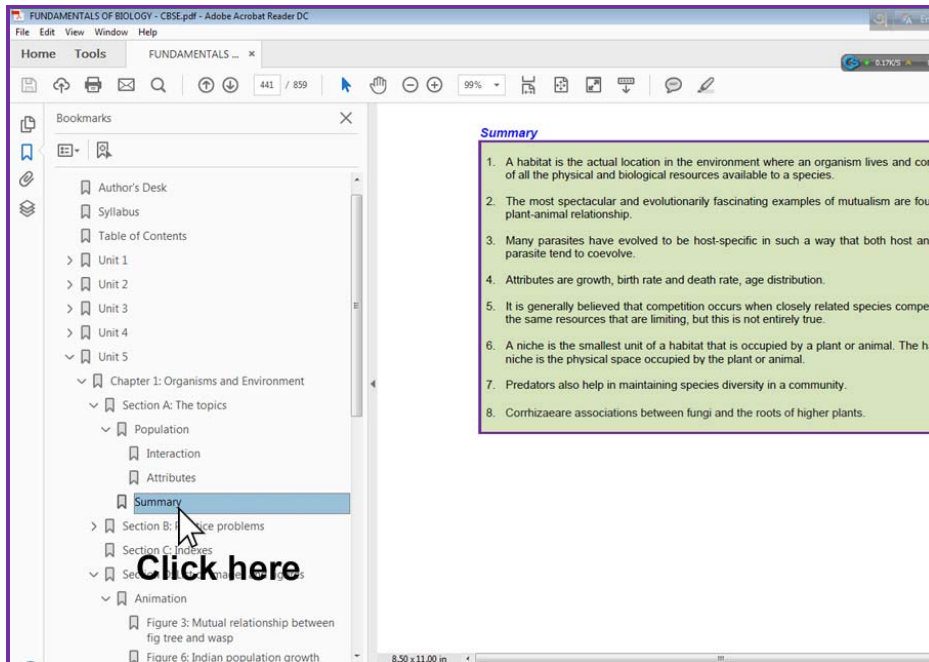 FUNDAMENTALS OF BIOLOGY - CBSE.pdf - Adobe Acrobat Reader DC
File Edit View Window Help
Home Tools FUNDAMENTALS ... ×
441 / 859 99%
0.17K/S
Bookmarks
Author's Desk
Syllabus
Table of Contents
Unit 1
Unit 2
Unit 3
Unit 4
Unit 5
Chapter 1: Organisms and Environment
Section A: The topics
Population
Interaction
Attributes
Summary
Section B: problems
Section C: Indexes
Click here
Animation
Figure 3: Mutual relationship between
fig tree and wasp
Figure 6: Indian population growth
Summary
1. A habitat is the actual location in the environment where an organism lives and
of all the physical and biological resources available to a species.
2. The most spectacular and evolutionarily fascinating examples of mutualism are
plant-animal relationship.
3. Many parasites have evolved to be host-specific in such a way that both host
parasite tend to coevolve.
4. Attributes are growth, birth rate and death rate, age distribution.
5. It is generally believed that competition occurs when closely related species
the same resources that are limiting, but this is not entirely true.
6. A niche is the smallest unit of a habitat that is occupied by a plant or animal. The
niche is the physical space occupied by the plant or animal.
7. Predators also help in maintaining species diversity in a community.
8. Corrhizaeare associations between fungi and the roots of higher plants.
8.50 x 11.00 in